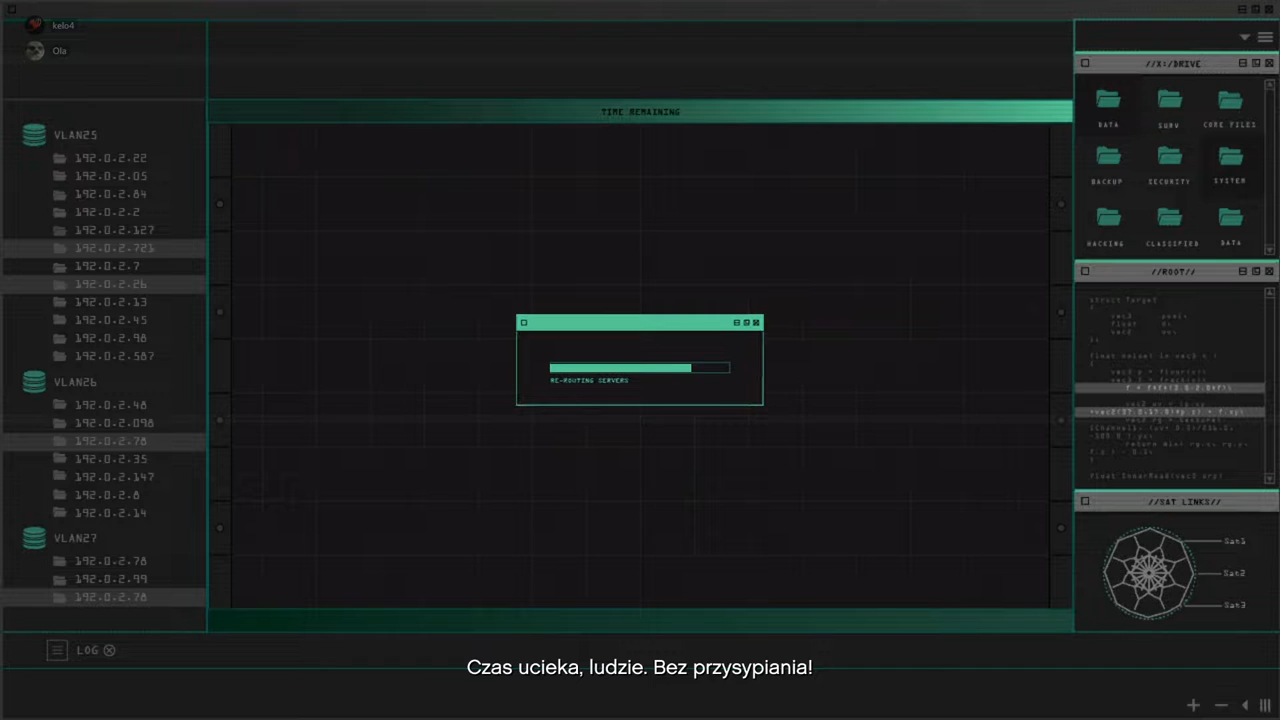 kelo4
Ola
TIME REMAINING
VLAN25
192.0.2.22
192.0.2.05
192.0.2.84
192.0.2.2
192.0.2.127
192.0.2.721
192.0.2.7
192.0.2.26
192.0.2.13
192.0.2.45
192.0.2.98
192.0.2.587
VLAN26
192.0.2.48
192.0.2.098
192.0.2.78
192.0.2.35
192.0.2.147
192.0.2.8
192.0.2.14
VLAN27
192.0.2.78
192.0.2.99
192.0.2.78
LOG
RE-ROUTING SERVERS
//X:/DRIVE
DATA SURV CORE FILES
BACKUP SECURITY SYSTEM
HACKING CLASSIFIED DATA
//ROOT//
struct Target
{
vec3
float
vec3
};
//SAT LINKS//
Sat1
Sat2
Sat3
Czas ucieka, ludzie. Bez przysypiania!